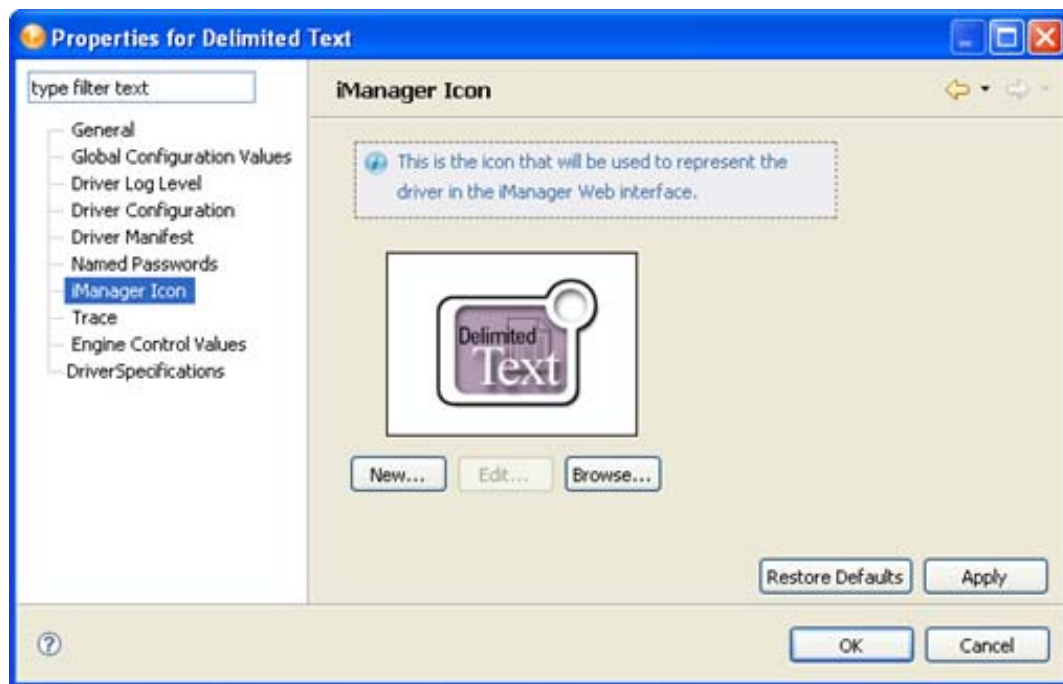 Properties for Delimited Text
type filter text
General
Global Configuration Values
Driver Log Level
Driver Configuration
Driver Manifest
Named Passwords
iManager Icon
Trace
Engine Control Values
DriverSpecifications
iManager Icon
This is the icon that will be used to represent the
driver in the iManager Web interface.
Delimited
Text
New...
Edit...
Browse...
Restore Defaults
Apply
?
OK
Cancel